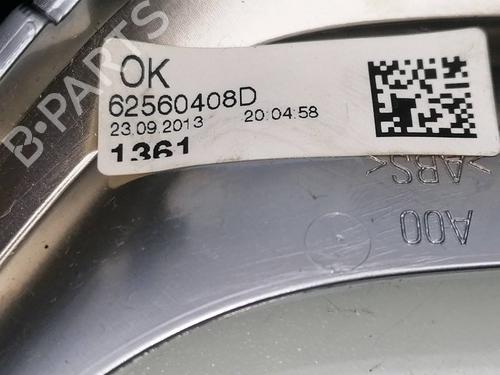 OK
62560408D
23.09.2013 20:04:58
1361
>ABS<
A00
B-PARTS